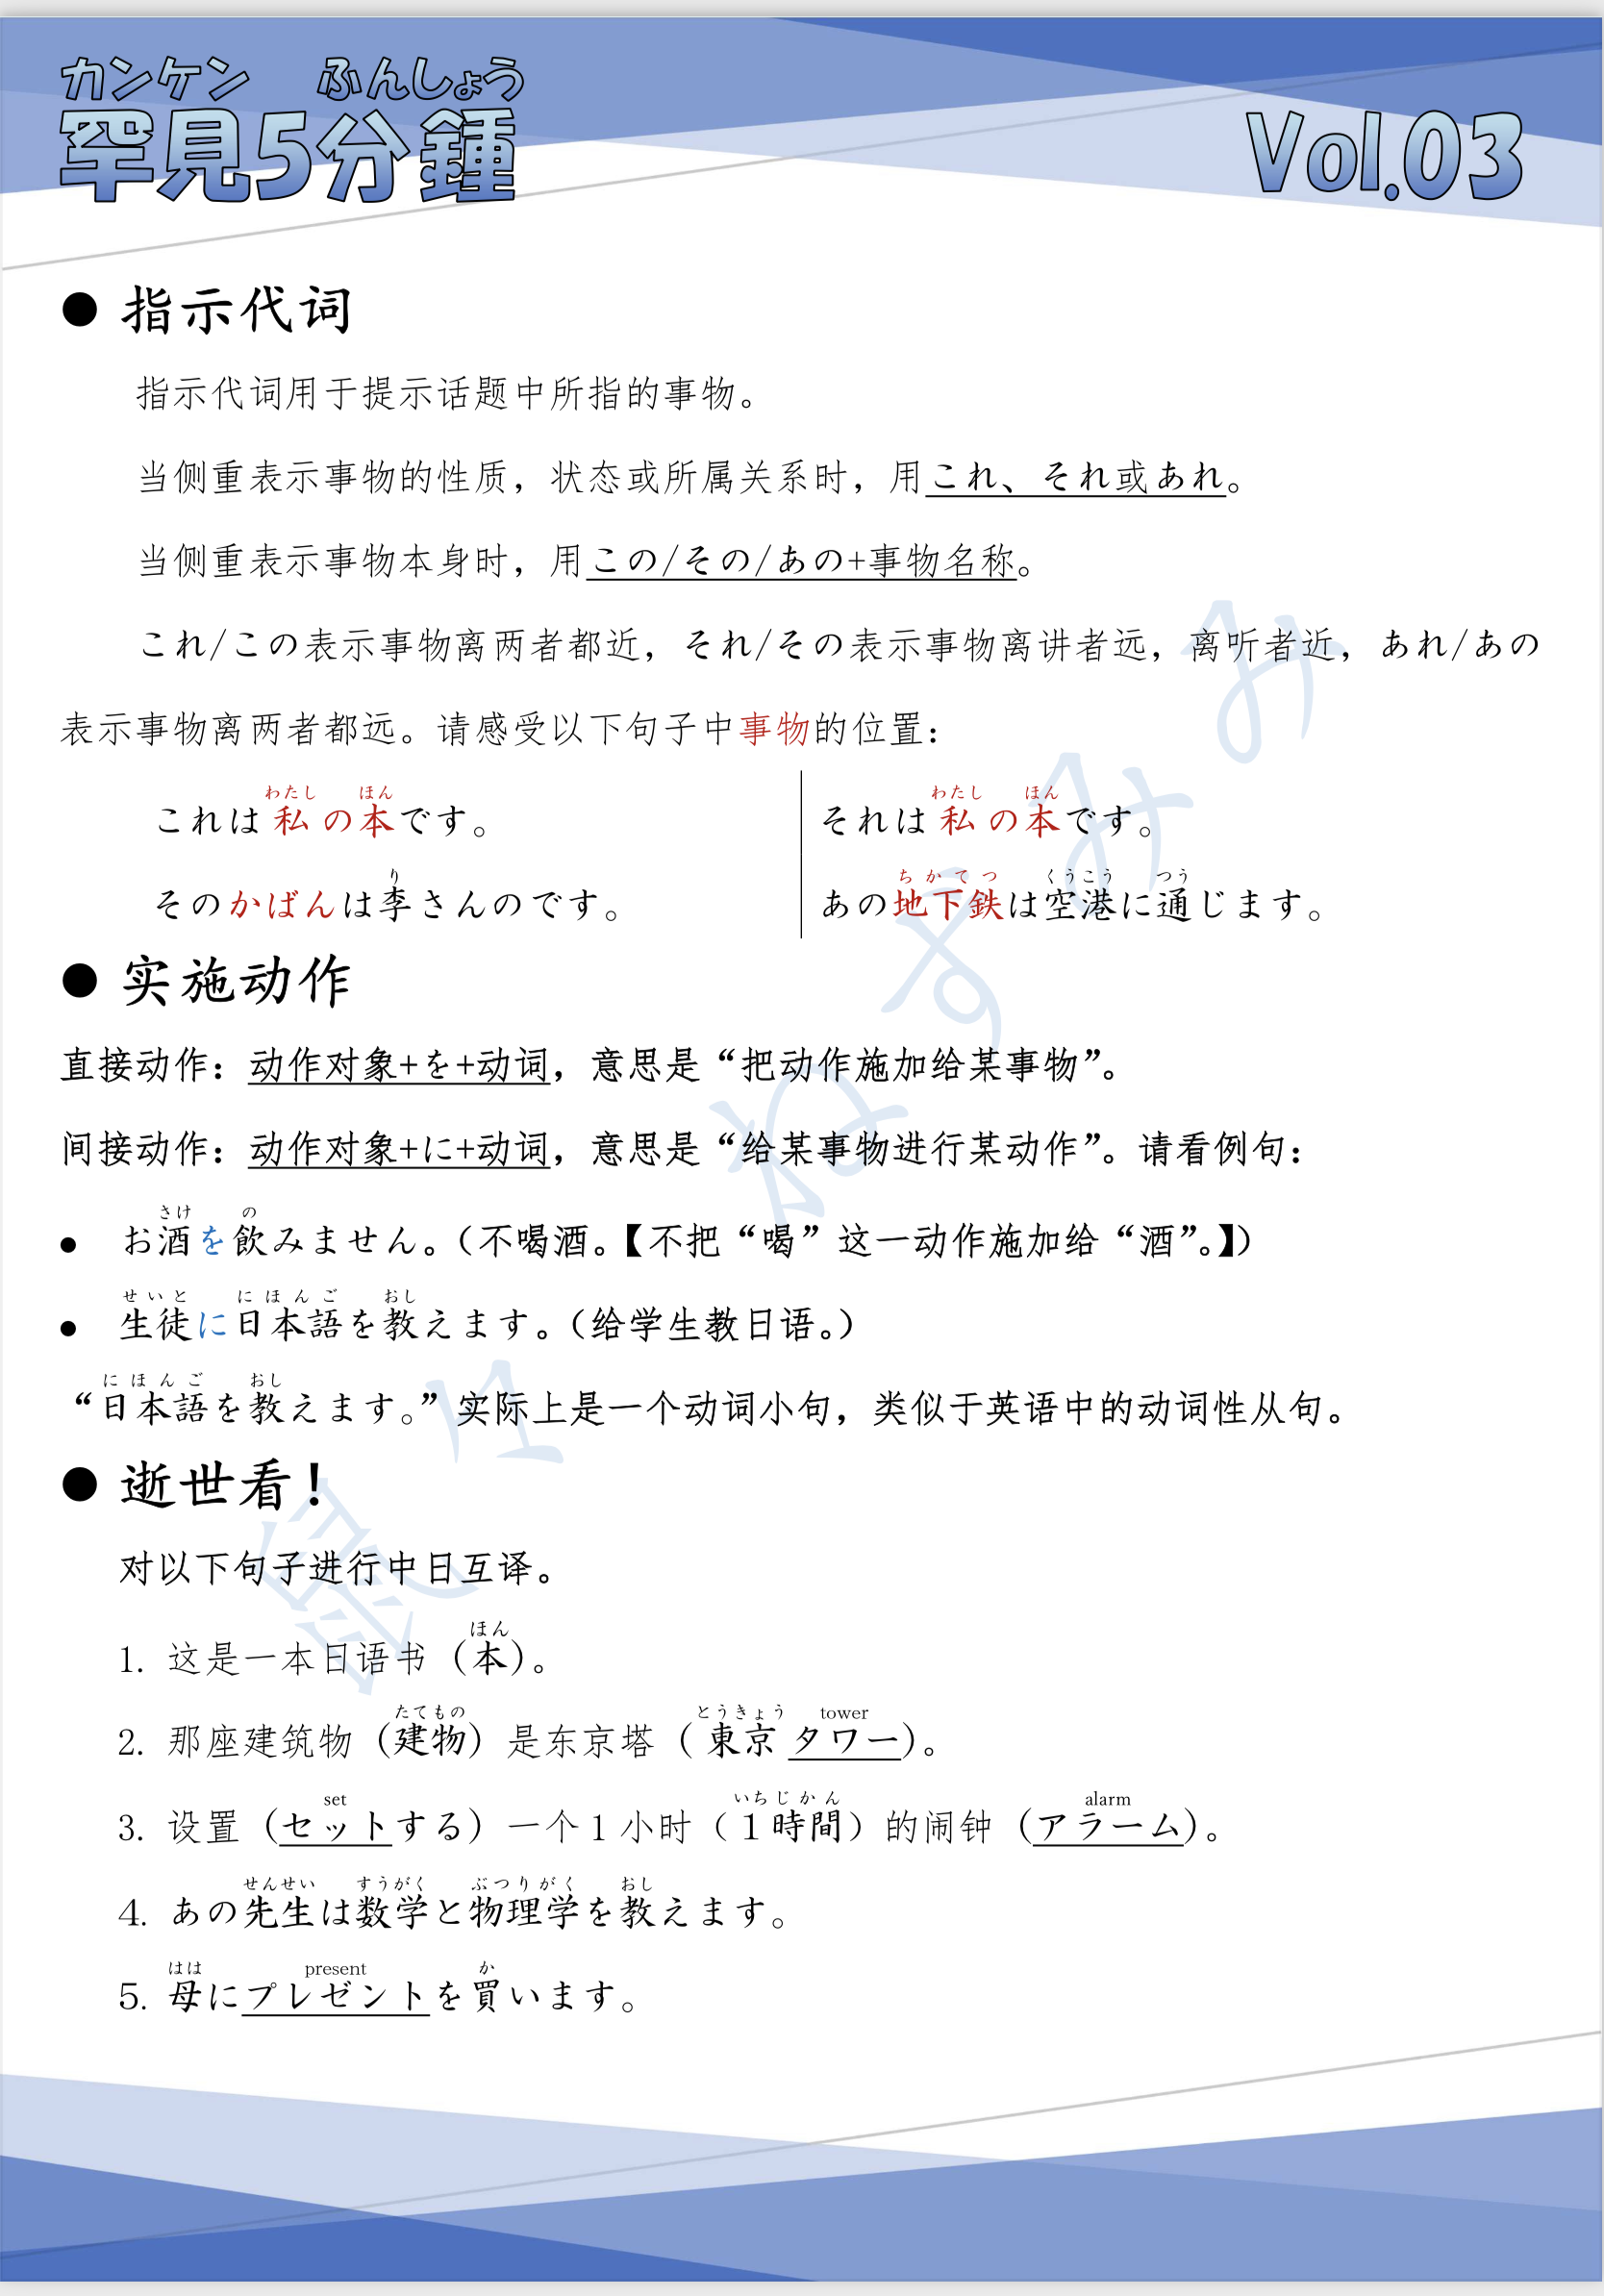 カンケン ふんしょう
罕見5分鍾
Vol.03
● 指示代词
指示代词用于提示话题中所指的事物。
当侧重表示事物的性质，状态或所属关系时，用これ、それ或あれ。
当侧重表示事物本身时，用この/その/あの+事物名称。
これ/この表示事物离两者都近，それ/その表示事物离讲者远，离听者近，あれ/あの
表示事物离两者都远。请感受以下句子中事物的位置：
わたし ほん
これは私の本です。
わたし ほん
それは私の本です。
り
そのかばんは李さんのです。
ちかてつ くうこう つう
あの地下鉄は空港に通じます。
● 实施动作
直接动作：动作对象+を+动词，意思是“把动作施加给某事物”。
间接动作：动作对象+に+动词，意思是“给某事物进行某动作”。请看例句：
さけ の
● お酒を飲みません。（不喝酒。【不把“喝”这一动作施加给“酒”。】）
せいと にほんご おし
● 生徒に日本語を教えます。（给学生教日语。）
にほんご おし
“日本語を教えます。”实际上是一个动词小句，类似于英语中的动词性从句。
● 逝世看！
对以下句子进行中日互译。
ほん
1. 这是一本日语书（本）。
たてもの とうきょう tower
2. 那座建筑物（建物）是东京塔（東京タワー）。
set いちじかん alarm
3. 设置（セットする）一个1小时（1時間）的闹钟（アラーム）。
せんせい すうがく ぶつりがく おし
4. あの先生は数学と物理学を教えます。
はは present か
5. 母にプレゼントを買います。